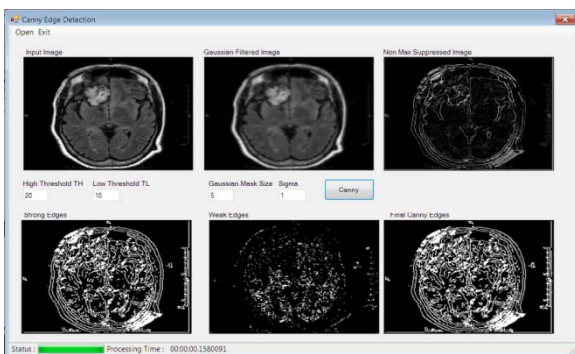 Canny Edge Detection
Open Exit
Input Image
Gaussian Filtered Image
Non Max Suppressed Image
High Threshold TH Low Threshold TL
Gaussian Mask Size Sigma
20 10 5 1 Canny
Strong Edges
Weak Edges
Final Canny Edges
Status : Processing Time : 00:00:00.1580091